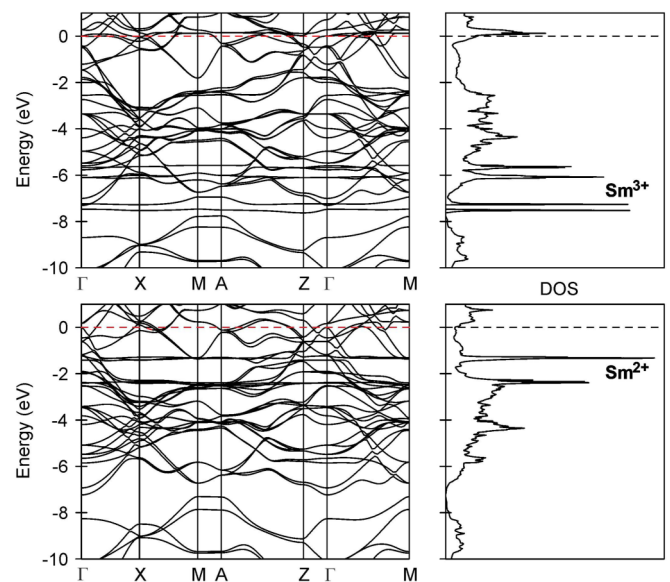 0
-2
-4
-6
-8
-10
Energy (eV)
Γ X M A Z Γ M
Sm³⁺
DOS
0
-2
-4
-6
-8
-10
Energy (eV)
Γ X M A Z Γ M
Sm²⁺